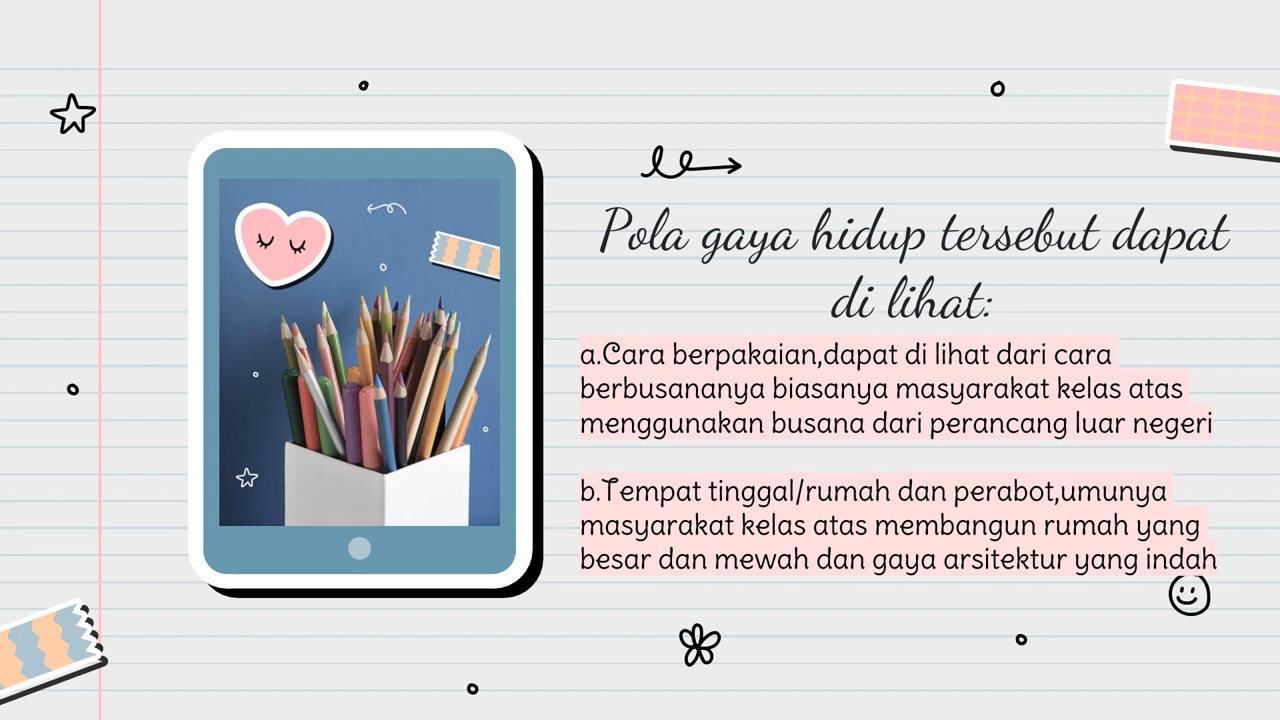 Pola gaya hidup tersebut dapat
di lihat:
a.Cara berpakaian,dapat di lihat dari cara
berbusananya biasanya masyarakat kelas atas
menggunakan busana dari perancang luar negeri
b.Tempat tinggal/rumah dan perabot,umunya
masyarakat kelas atas membangun rumah yang
besar dan mewah dan gaya arsitektur yang indah